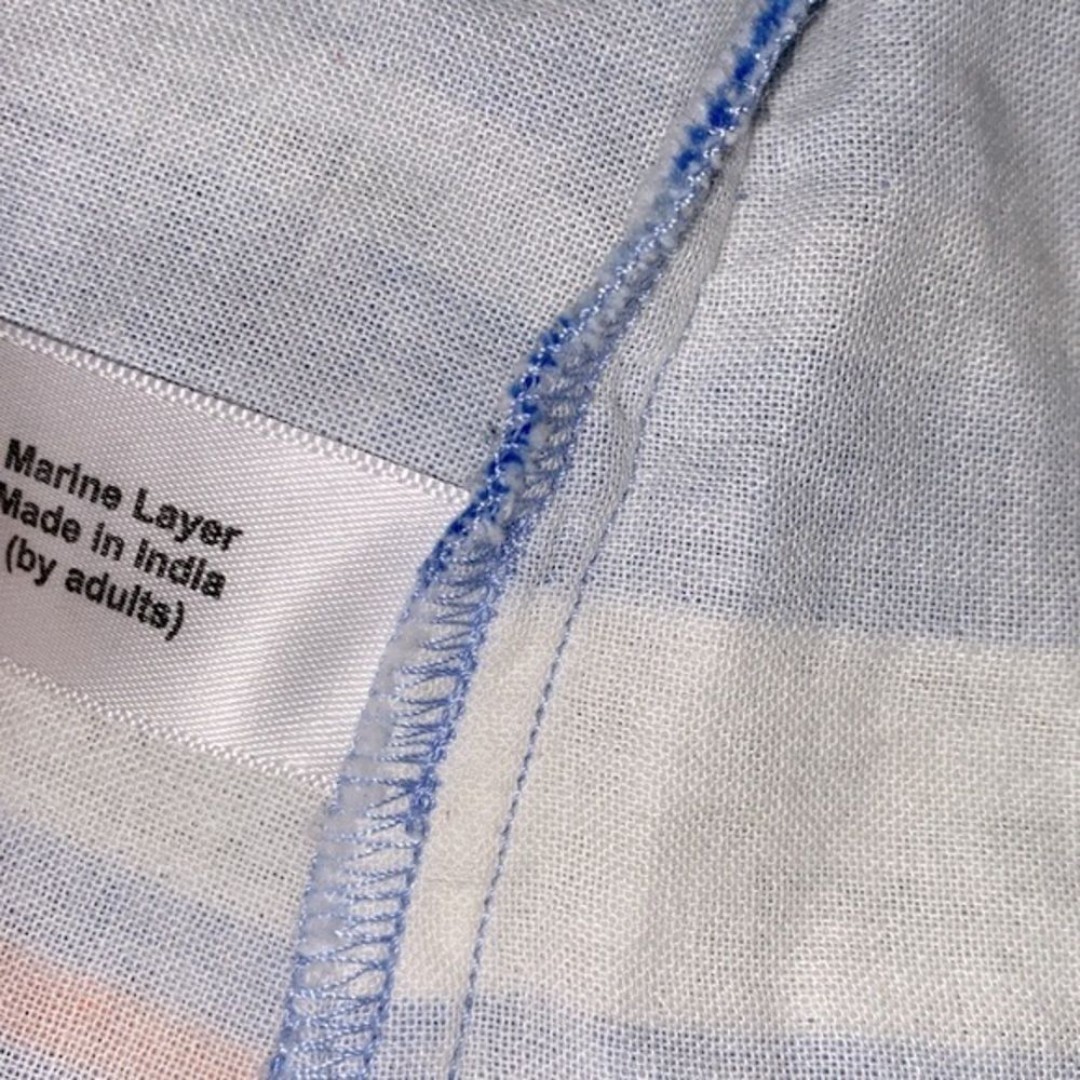 Marine Layer
Made in India
(by adults)